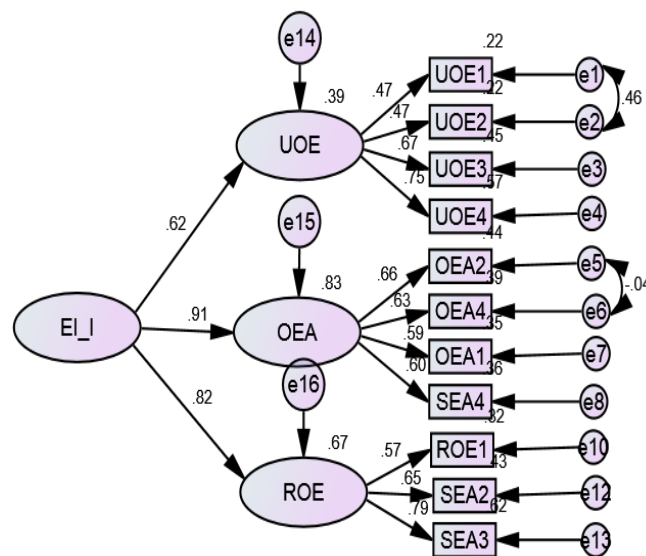 e14
.22
.39
.47
UOE1
e1
.22
.46
.47
UOE2
e2
UOE
.45
.67
UOE3
e3
.57
.75
UOE4
e4
.62
e15
.44
.83
.66
OEA2
e5
.39
-.04
.63
OEA4
e6
EI_I
.91
OEA
.35
.59
OEA1
e7
.36
.60
SEA4
e8
e16
.32
.82
.67
.57
ROE1
e10
.43
.65
SEA2
e12
ROE
.62
.79
SEA3
e13